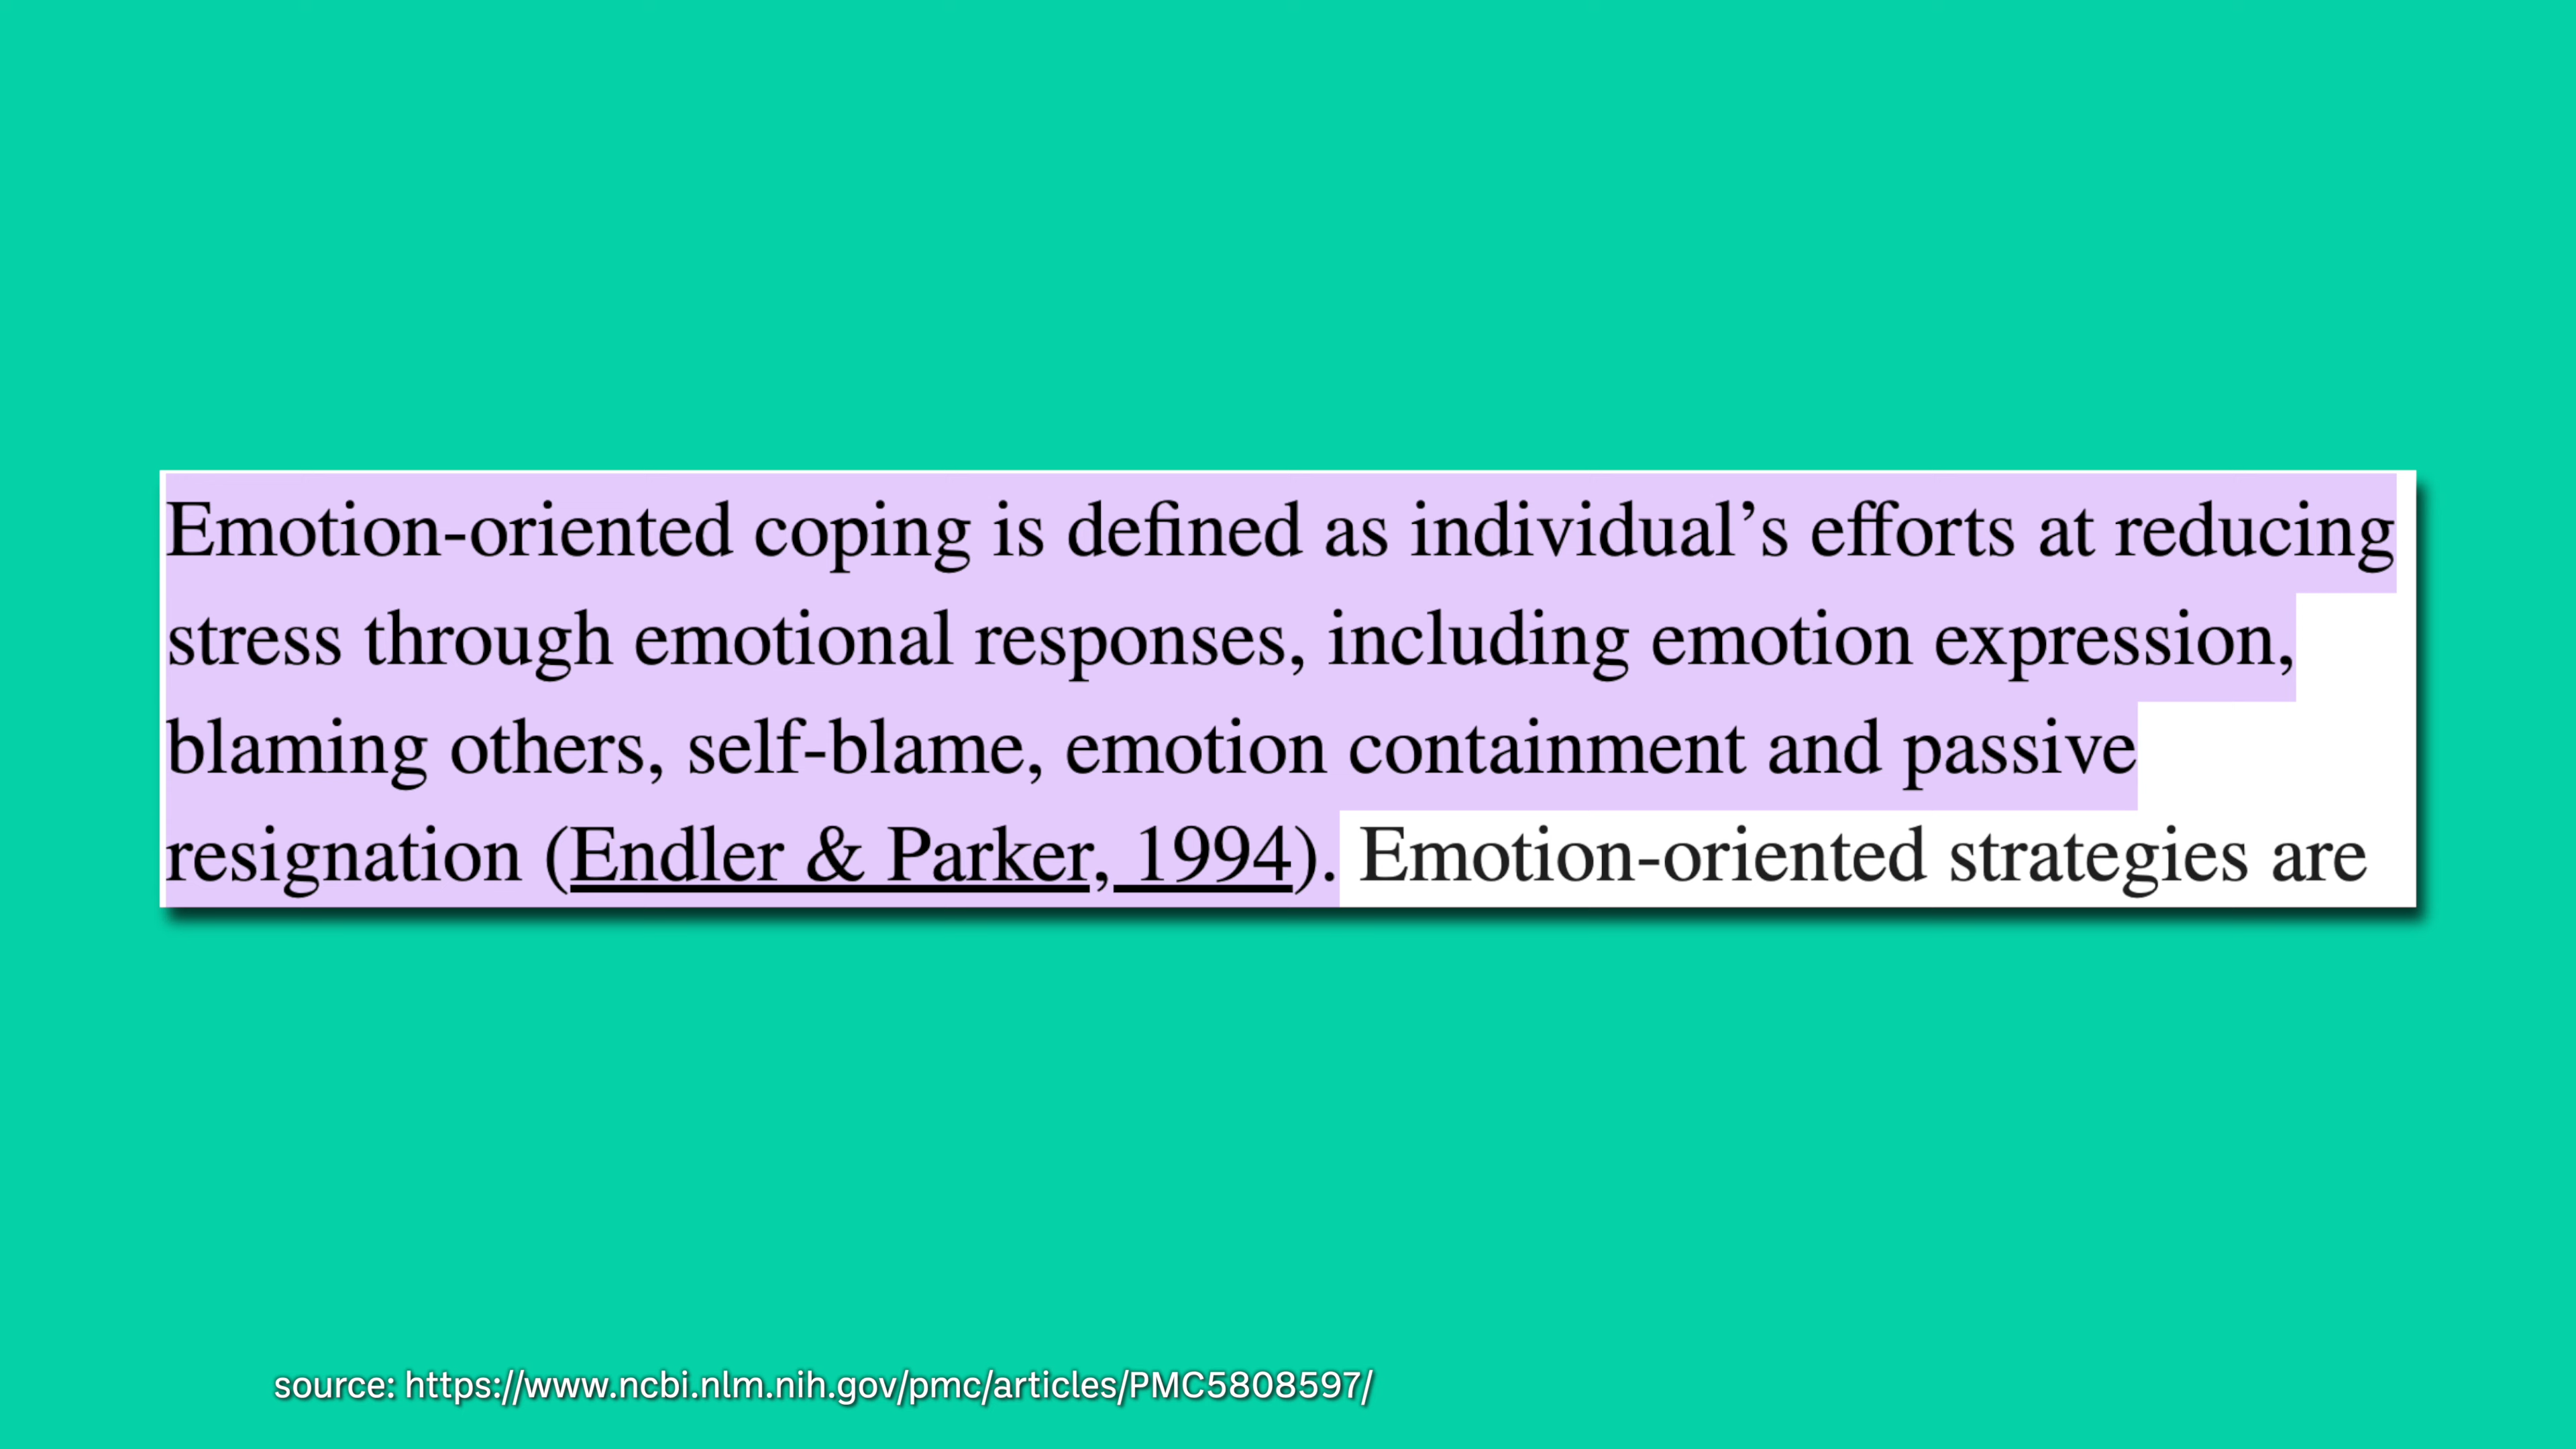 Emotion-oriented coping is defined as individual’s efforts at reducing
stress through emotional responses, including emotion expression,
blaming others, self-blame, emotion containment and passive
resignation (Endler & Parker, 1994). Emotion-oriented strategies are
source: https://www.ncbi.nlm.nih.gov/pmc/articles/PMC5808597/